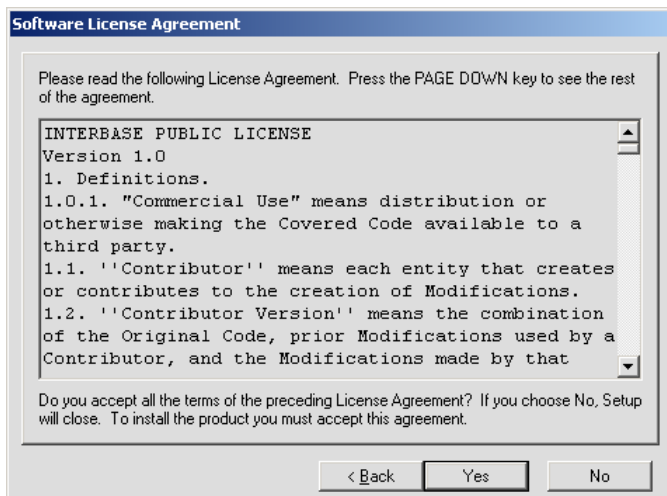 Software License Agreement
Please read the following License Agreement. Press the PAGE DOWN key to see the rest
of the agreement.
INTERBASE PUBLIC LICENSE
Version 1.0
1. Definitions.
1.0.1. "Commercial Use" means distribution or
otherwise making the Covered Code available to a
third party.
1.1. ''Contributor'' means each entity that creates
or contributes to the creation of Modifications.
1.2. ''Contributor Version'' means the combination
of the Original Code, prior Modifications used by a
Contributor, and the Modifications made by that
Do you accept all the terms of the preceding License Agreement? If you choose No, Setup
will close. To install the product you must accept this agreement.
< Back Yes No